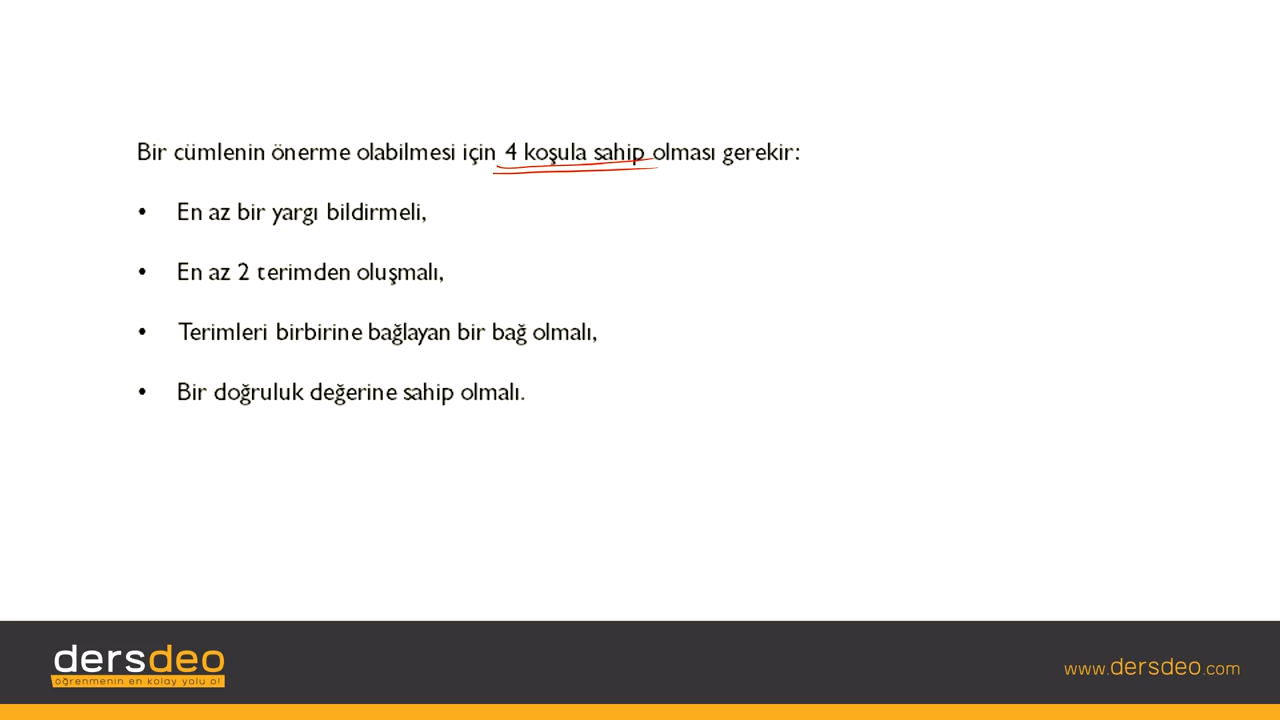 Bir cümlenin önerme olabilmesi için 4 koşula sahip olması gerekir:
• En az bir yargı bildirmeli,
• En az 2 terimden oluşmalı,
• Terimleri birbirine bağlayan bir bağ olmalı,
• Bir doğruluk değerine sahip olmalı.
dersdeo
öğrenmenin en kolay yolu o!
www.dersdeo.com